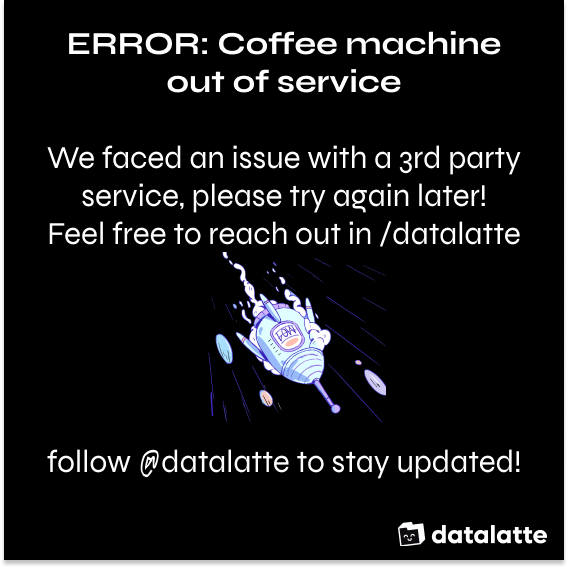 ERROR: Coffee machine
out of service
We faced an issue with a 3rd party
service, please try again later!
Feel free to reach out in /datalatte
follow @datalatte to stay updated!
datalatte